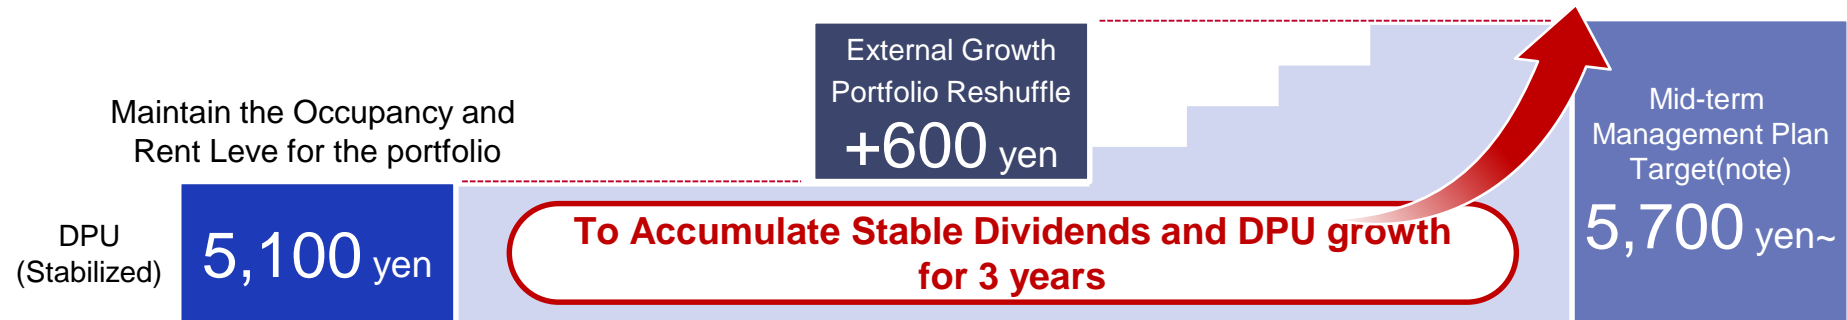 Maintain the Occupancy and
Rent Leve for the portfolio
DPU
(Stabilized)
5,100 yen
External Growth
Portfolio Reshuffle
+600 yen
To Accumulate Stable Dividends and DPU growth
for 3 years
Mid-term
Management Plan
Target(note)
5,700 yen~